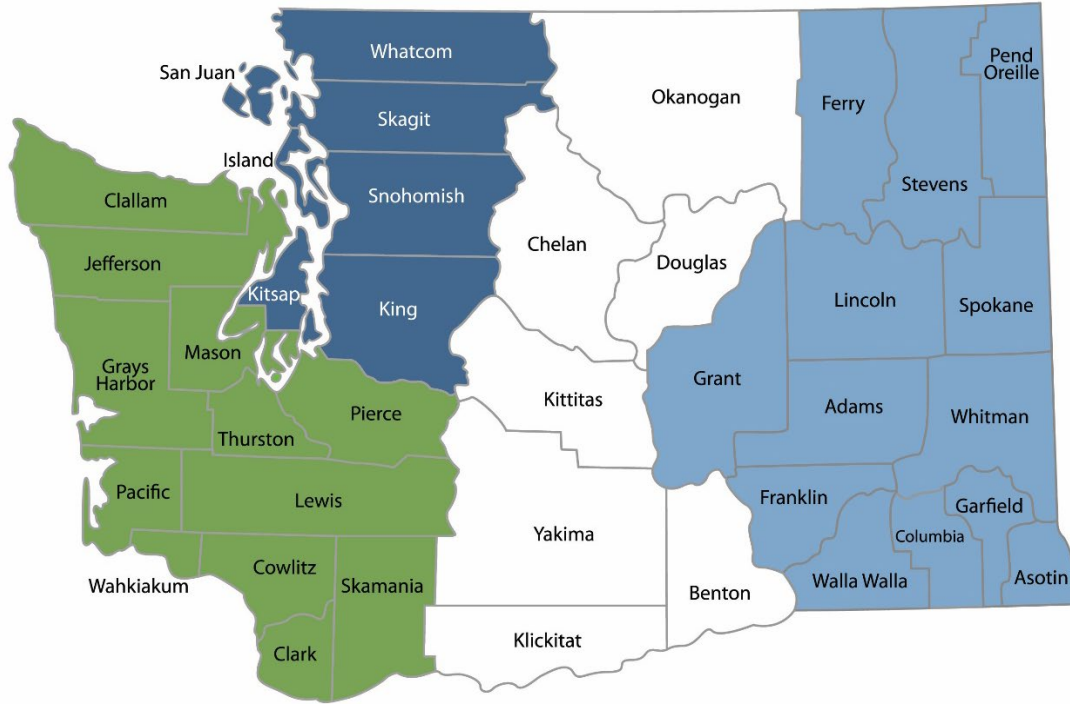 Whatcom
San Juan
Pend
Oreille
Okanogan
Ferry
Skagit
Island
Stevens
Snohomish
Clallam
Chelan
Douglas
Jefferson
Kitsap
King
Lincoln
Spokane
Mason
Grays
Harbor
Grant
Kittitas
Adams
Pierce
Whitman
Thurston
Pacific
Lewis
Franklin
Garfield
Yakima
Columbia
Cowlitz
Skamania
Wahkiakum
Walla Walla
Asotin
Benton
Klickitat
Clark